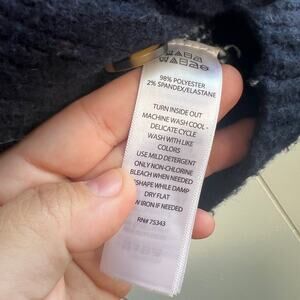 98% POLYESTER
2% SPANDEX/ELASTANE
TURN INSIDE OUT
MACHINE WASH COOL -
DELICATE CYCLE
WASH WITH LIKE
COLORS
USE MILD DETERGENT
ONLY NON-CHLORINE
BLEACH WHEN NEEDED
SHAPE WHILE DAMP
DRY FLAT
IRON IF NEEDED
RN# 75343